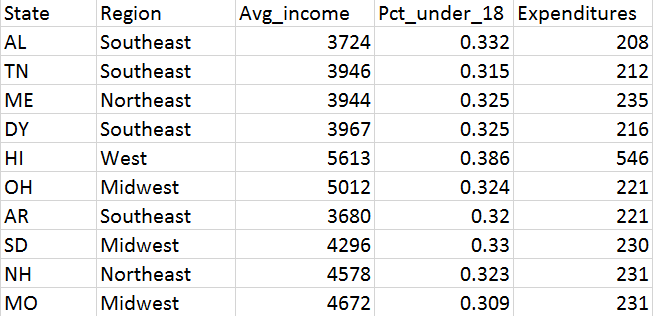 State Region Avg_income Pct_under_18 Expenditures
AL Southeast 3724 0.332 208
TN Southeast 3946 0.315 212
ME Northeast 3944 0.325 235
DY Southeast 3967 0.325 216
HI West 5613 0.386 546
OH Midwest 5012 0.324 221
AR Southeast 3680 0.32 221
SD Midwest 4296 0.33 230
NH Northeast 4578 0.323 231
MO Midwest 4672 0.309 231